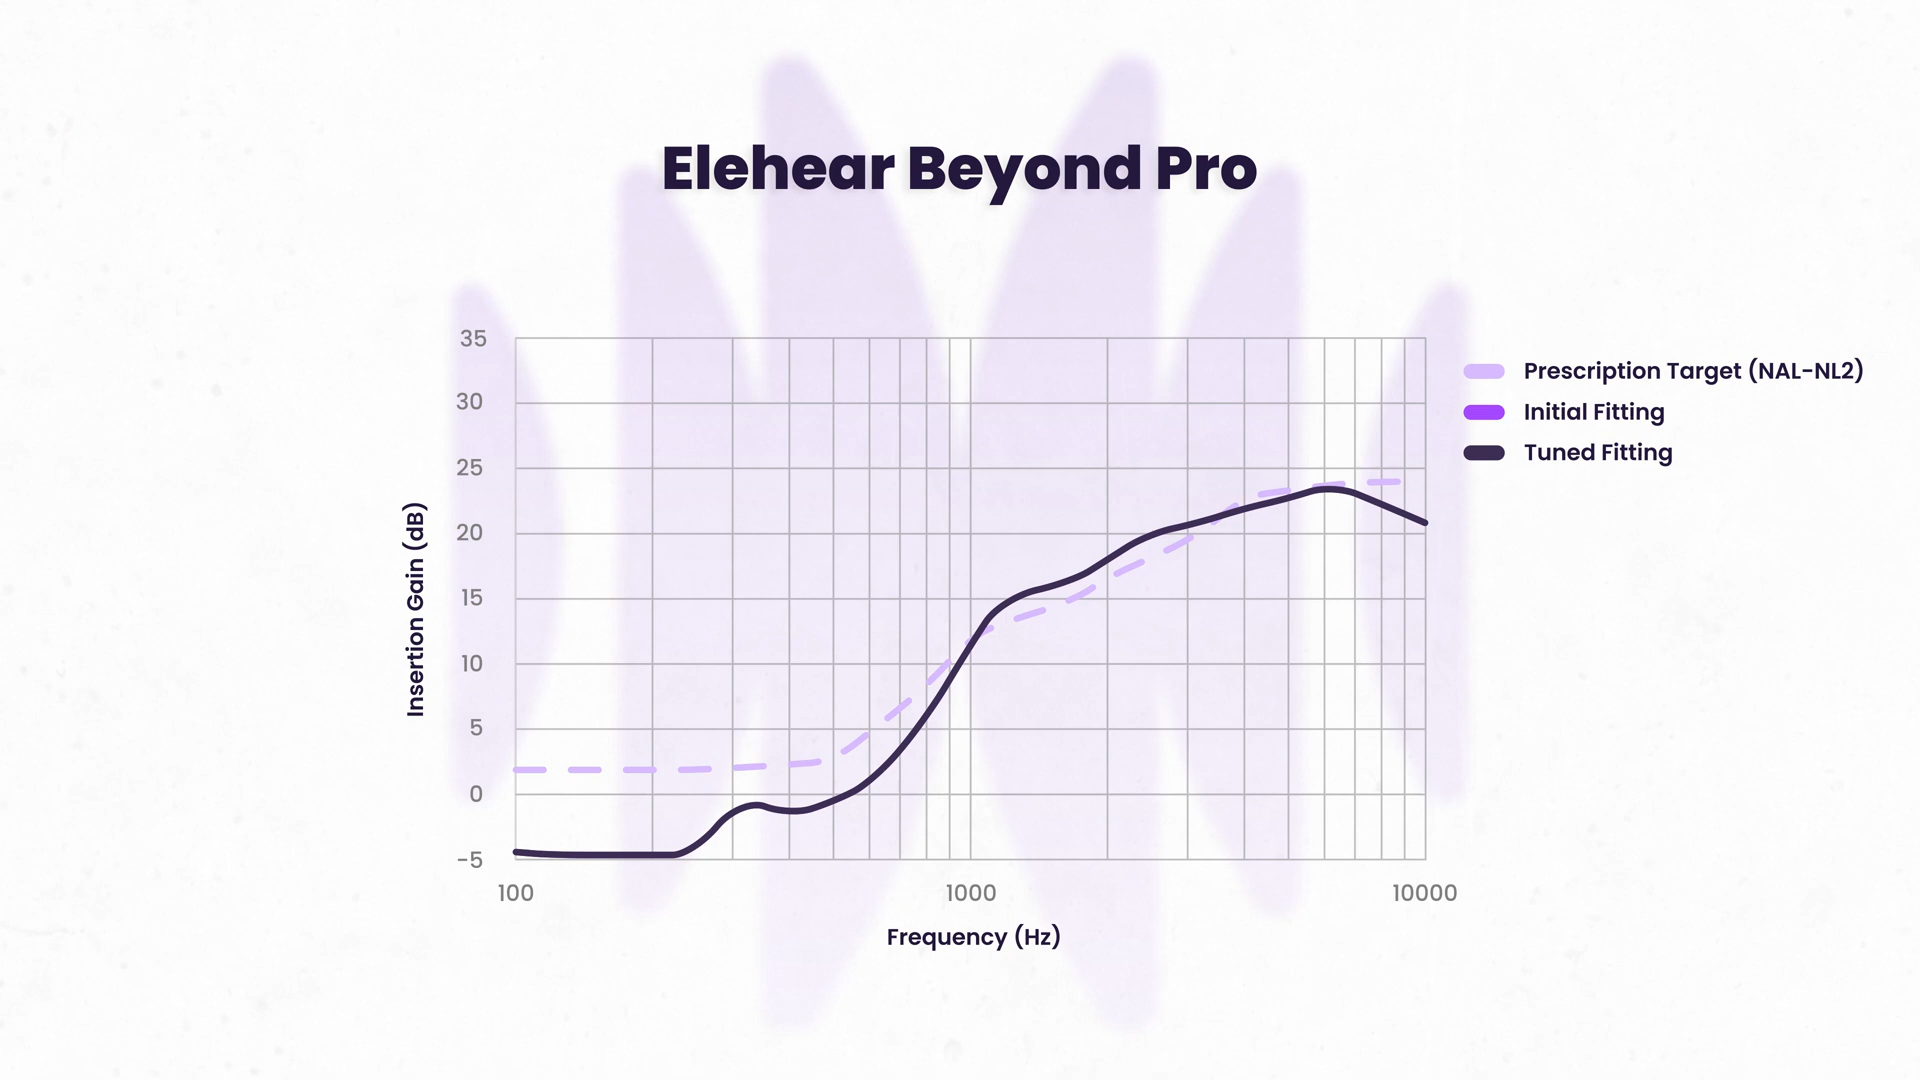 Elehear Beyond Pro
35
30
25
20
15
10
5
0
-5
Insertion Gain (dB)
100
1000
10000
Frequency (Hz)
Prescription Target (NAL-NL2)
Initial Fitting
Tuned Fitting